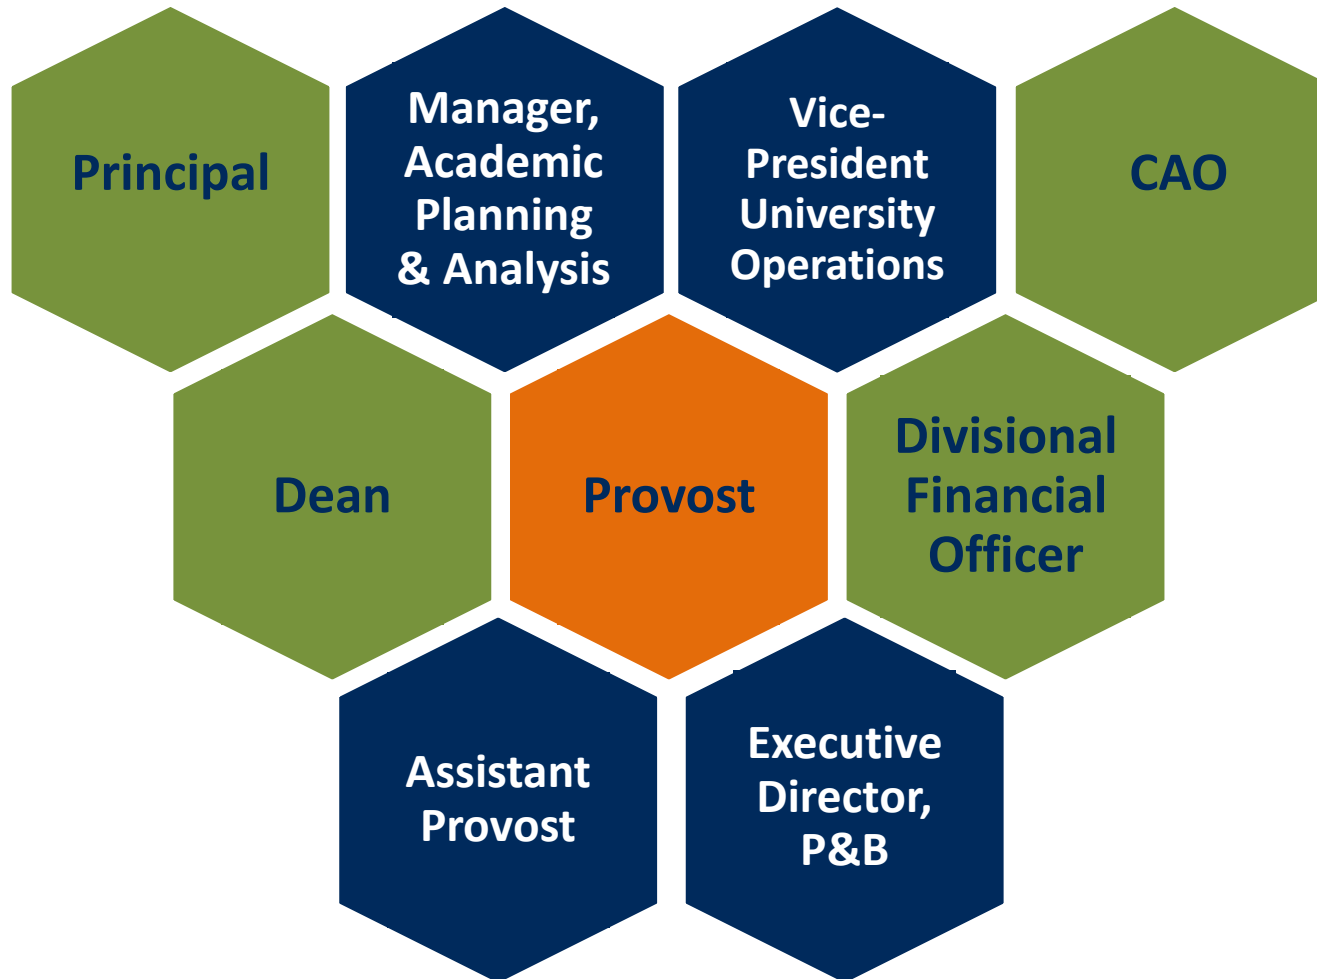 Principal
Manager,
Academic
Planning
& Analysis
Vice-
President
University
Operations
CAO
Dean
Provost
Divisional
Financial
Officer
Assistant
Provost
Executive
Director,
P&B